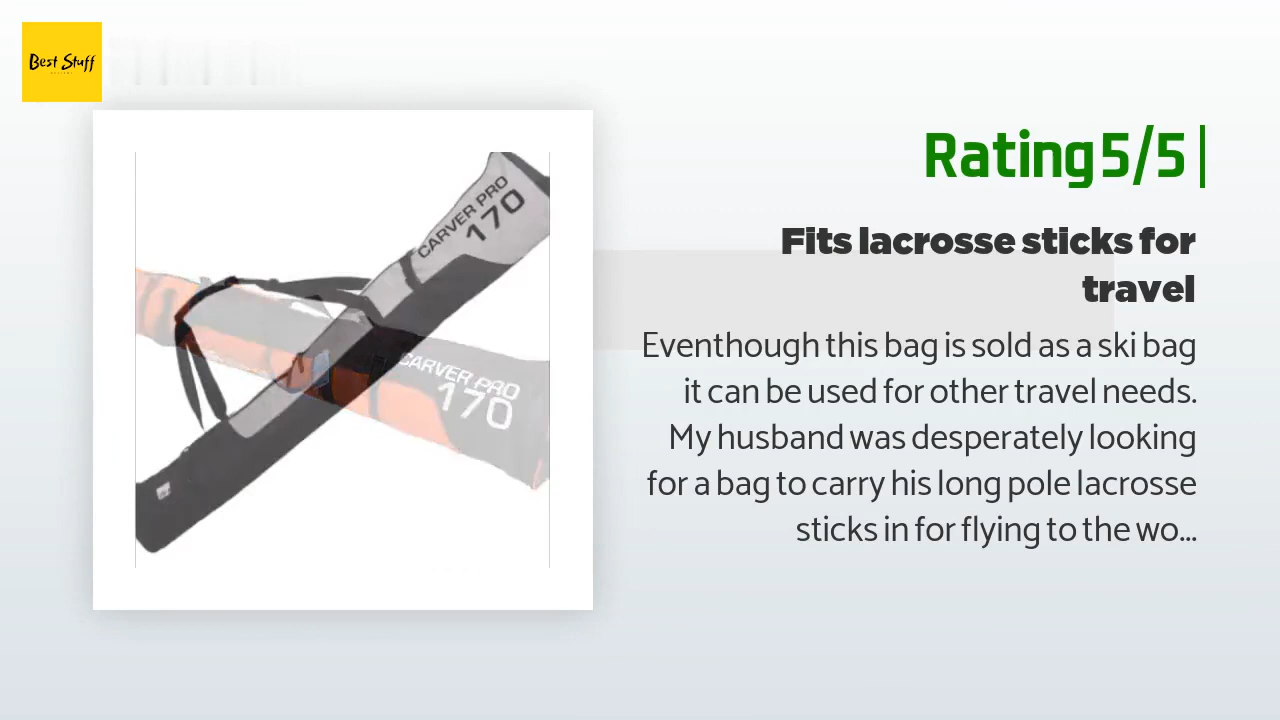 Best Stuff
Rating 5/5
Fits lacrosse sticks for
travel
Eventhough this bag is sold as a ski bag
it can be used for other travel needs.
My husband was desperately looking
for a bag to carry his long pole lacrosse
sticks in for flying to the wo...
CARVER PRO
170
CARVER PRO
170